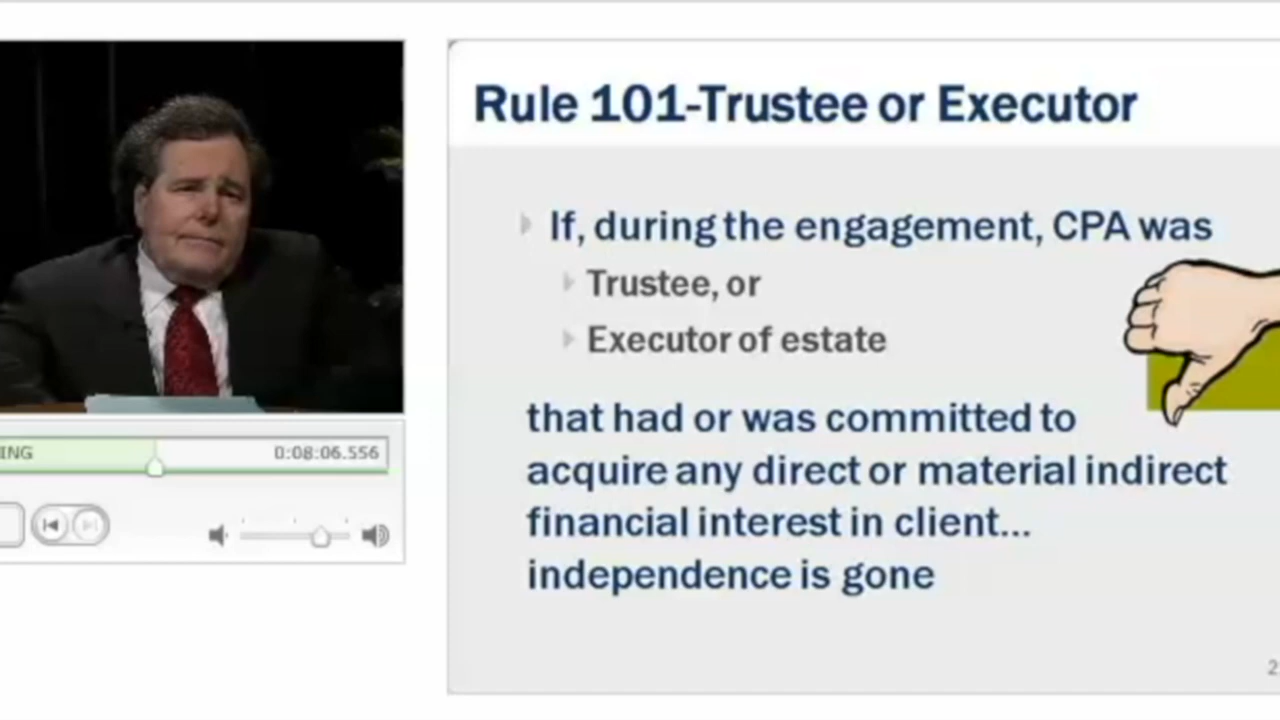 Rule 101-Trustee or Executor
If, during the engagement, CPA was
Trustee, or
Executor of estate
that had or was committed to
acquire any direct or material indirect
financial interest in client...
independence is gone
ING 0:08:06.556
2